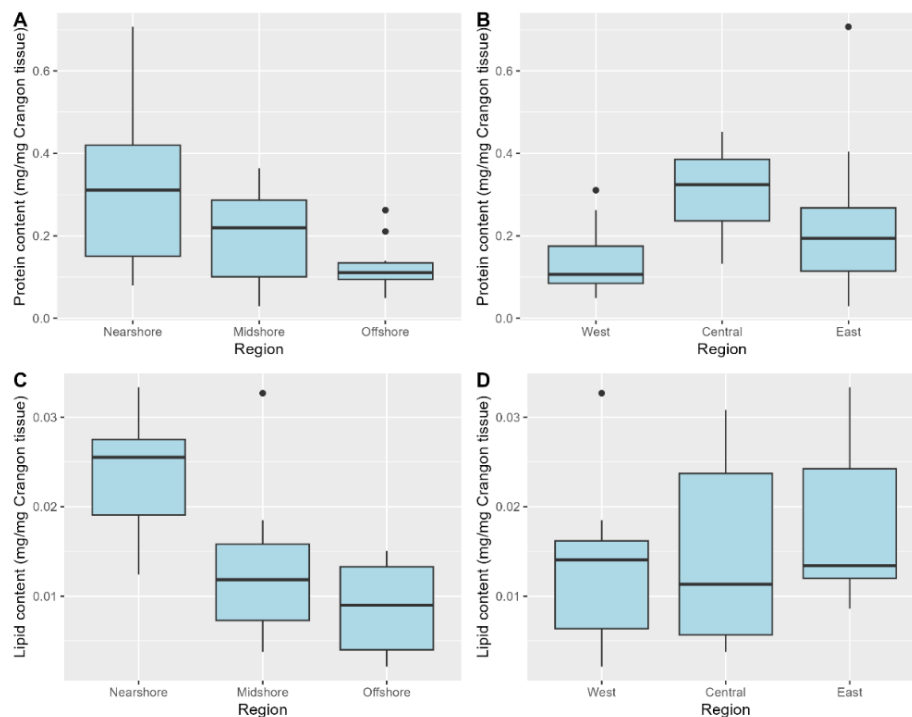 A
Protein content (mg/mg Crangon tissue)
0.6
0.4
0.2
0.0
Nearshore Midshore Offshore
Region
B
Protein content (mg/mg Crangon tissue)
0.6
0.4
0.2
0.0
West Central East
Region
C
Lipid content (mg/mg Crangon tissue)
0.03
0.02
0.01
Nearshore Midshore Offshore
Region
D
Lipid content (mg/mg Crangon tissue)
0.03
0.02
0.01
West Central East
Region